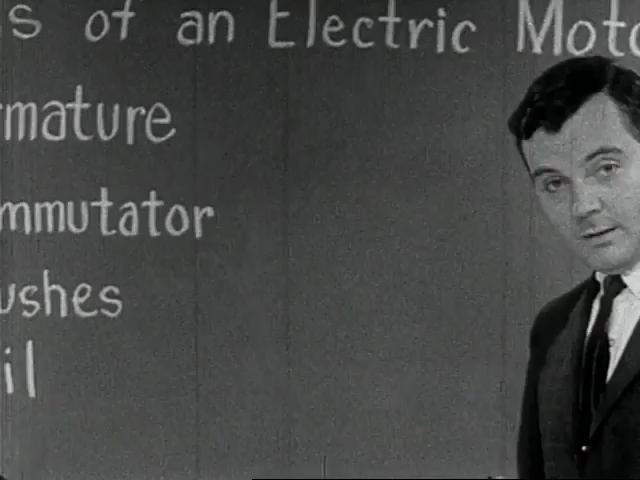 s of an Electric Moto
rmature
mmutator
ushes
il